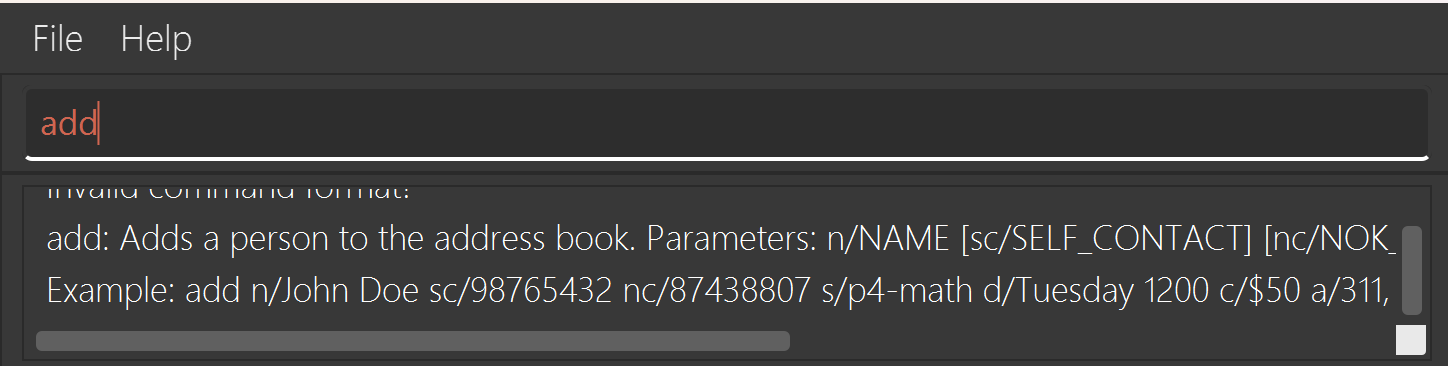 File Help
add
Invalid command format!
add: Adds a person to the address book. Parameters: n/NAME [sc/SELF_CONTACT] [nc/NOK_
Example: add n/John Doe sc/98765432 nc/87438807 s/p4-math d/Tuesday 1200 c/$50 a/311,